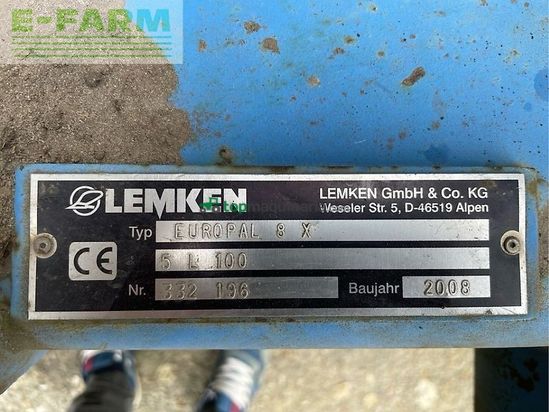 E-FARM
LEMKEN LEMKEN GmbH & Co. KG
Weseler Str. 5, D-46519 Alpen
Typ EUROPAL 8 X
5 L 100
CE
Nr. 332 196 Baujahr 2008